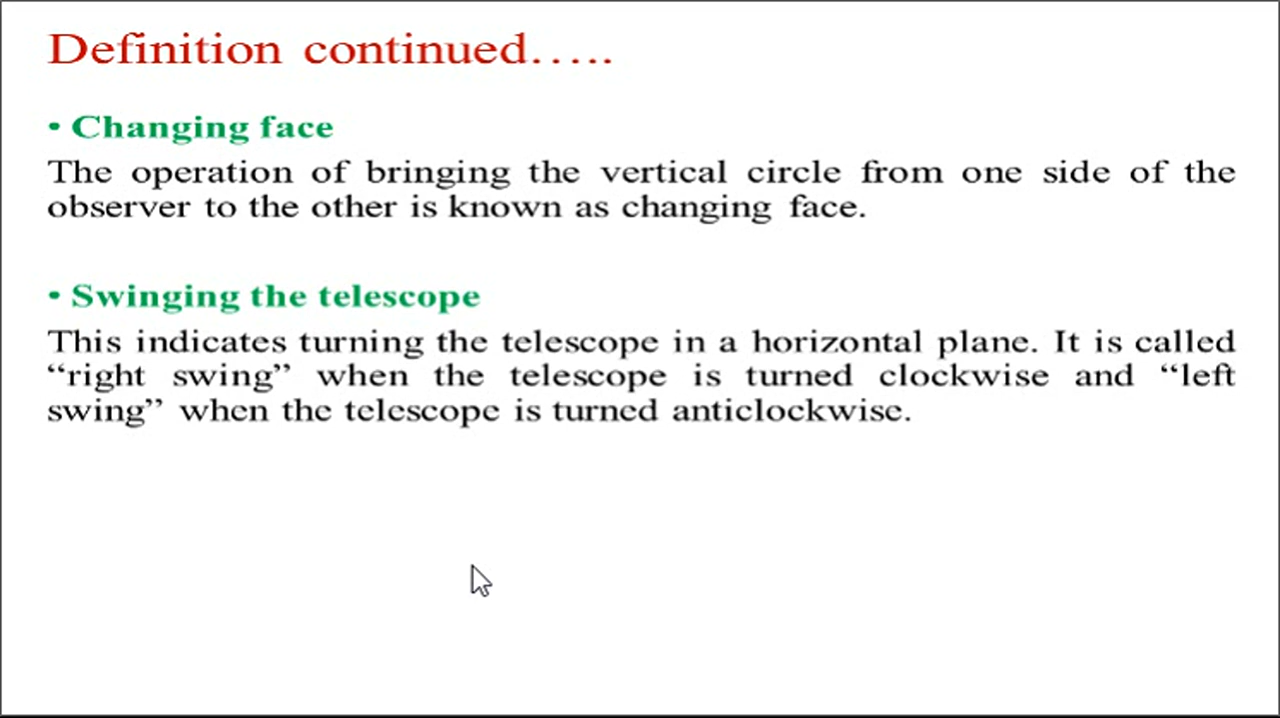 Definition continued.....
• Changing face
The operation of bringing the vertical circle from one side of the
observer to the other is known as changing face.
• Swinging the telescope
This indicates turning the telescope in a horizontal plane. It is called
“right swing” when the telescope is turned clockwise and “left
swing” when the telescope is turned anticlockwise.